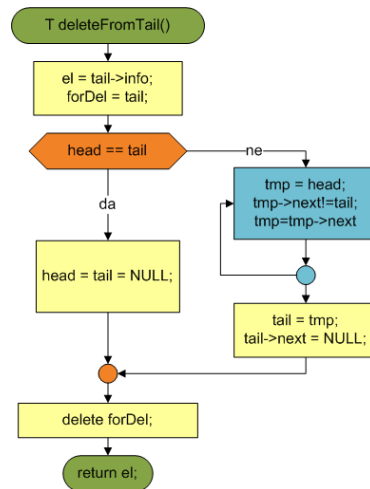 T deleteFromTail()
el = tail->info;
forDel = tail;
head == tail
ne
da
tmp = head;
tmp->next!=tail;
tmp=tmp->next
head = tail = NULL;
tail = tmp;
tail->next = NULL;
delete forDel;
return el;